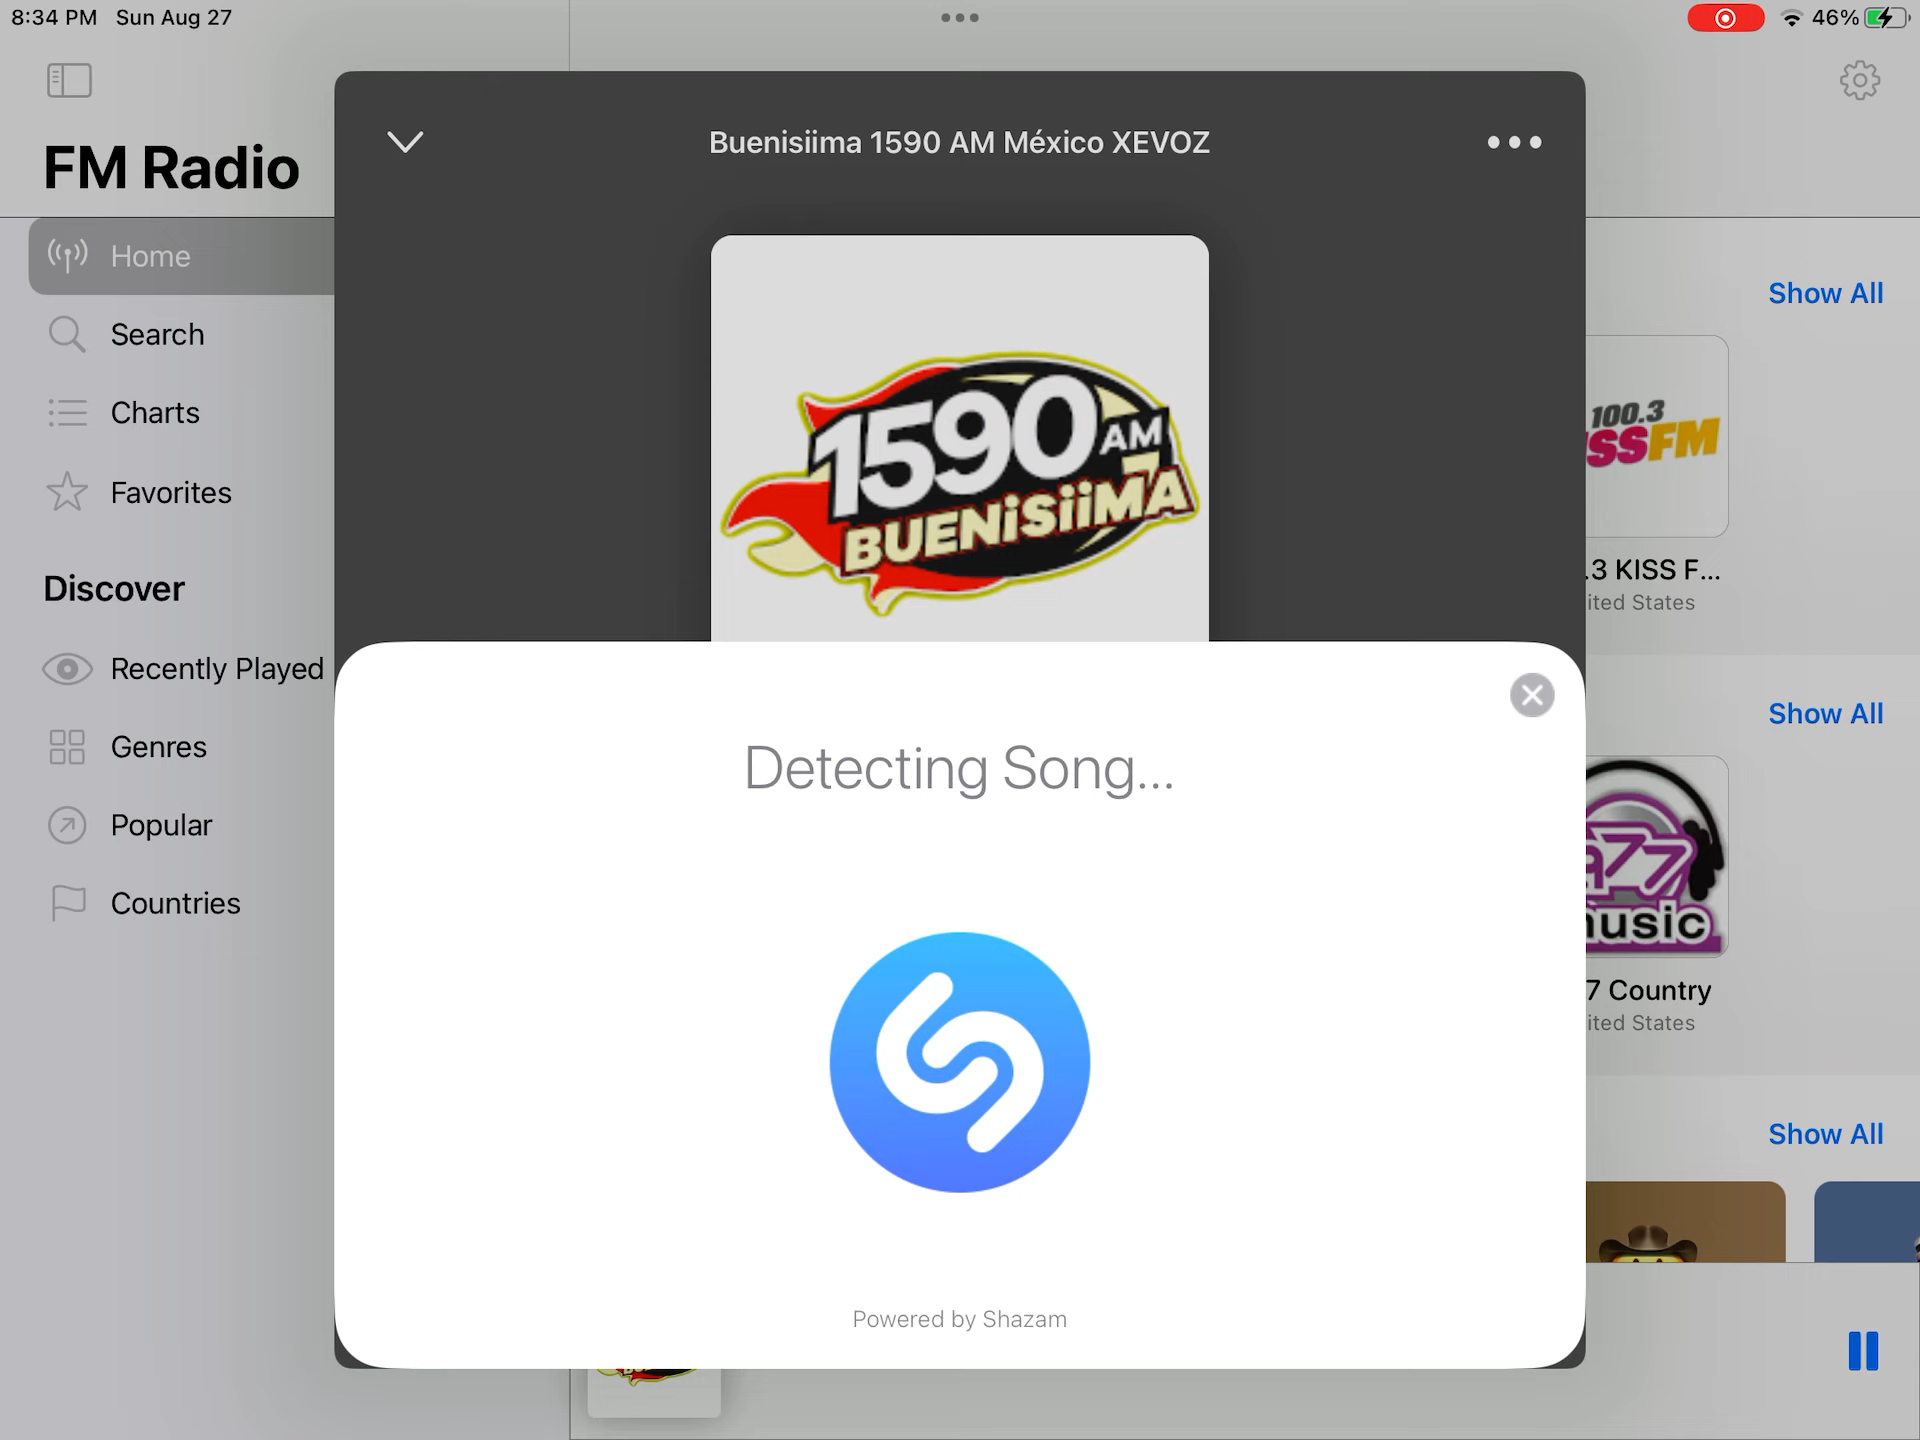 8:34 PM Sun Aug 27
46%
FM Radio
Home
Search
Charts
Favorites
Discover
Recently Played
Genres
Popular
Countries
Buenisiima 1590 AM México XEVOZ
1590 AM
BUENiSiiMA
Detecting Song...
Powered by Shazam
Show All
100.3
SSFM
.3 KISS F...
ited States
Show All
977
music
7 Country
ited States
Show All